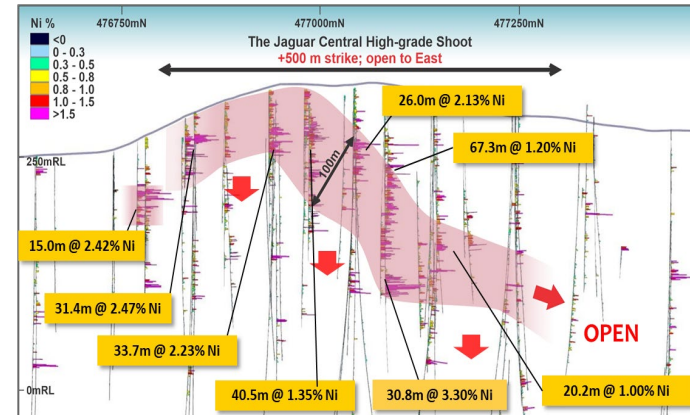 Ni %
<0
0 - 0.3
0.3 - 0.5
0.5 - 0.8
0.8 - 1.0
1.0 - 1.5
>1.5
476750mN
477000mN
477250mN
The Jaguar Central High-grade Shoot
+500 m strike; open to East
26.0m @ 2.13% Ni
67.3m @ 1.20% Ni
100m
250mRL
15.0m @ 2.42% Ni
31.4m @ 2.47% Ni
33.7m @ 2.23% Ni
OPEN
0mRL
40.5m @ 1.35% Ni
30.8m @ 3.30% Ni
20.2m @ 1.00% Ni